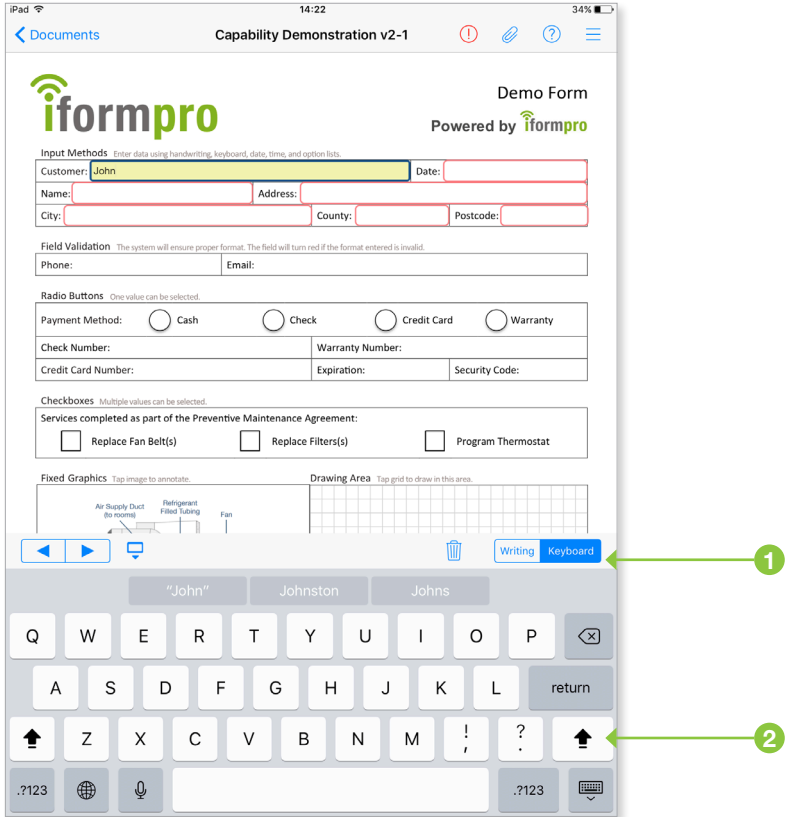 iPad 14:22 34%
Documents Capability Demonstration v2-1 ! ?
iformpro Demo Form
Powered by iformpro
Input Methods Enter data using handwriting, keyboard, date, time, and option lists.
Customer: John Date:
Name: Address:
City: County: Postcode:
Field Validation The system will ensure proper format. The field will turn red if the format entered is invalid.
Phone: Email:
Radio Buttons One value can be selected.
Payment Method: Cash Check Credit Card Warranty
Check Number: Warranty Number:
Credit Card Number: Expiration: Security Code:
Checkboxes Multiple values can be selected.
Services completed as part of the Preventive Maintenance Agreement:
Replace Fan Belt(s) Replace Filters(s) Program Thermostat
Fixed Graphics Tap image to annotate. Drawing Area Tap grid to draw in this area.
Air Supply Duct (to rooms) Refrigerant Filled Tubing Fan
Writing Keyboard 1
"John" Johnston Johns
Q W E R T Y U I O P
A S D F G H J K L return
Z X C V B N M ! , ? . 2
.?123 .?123